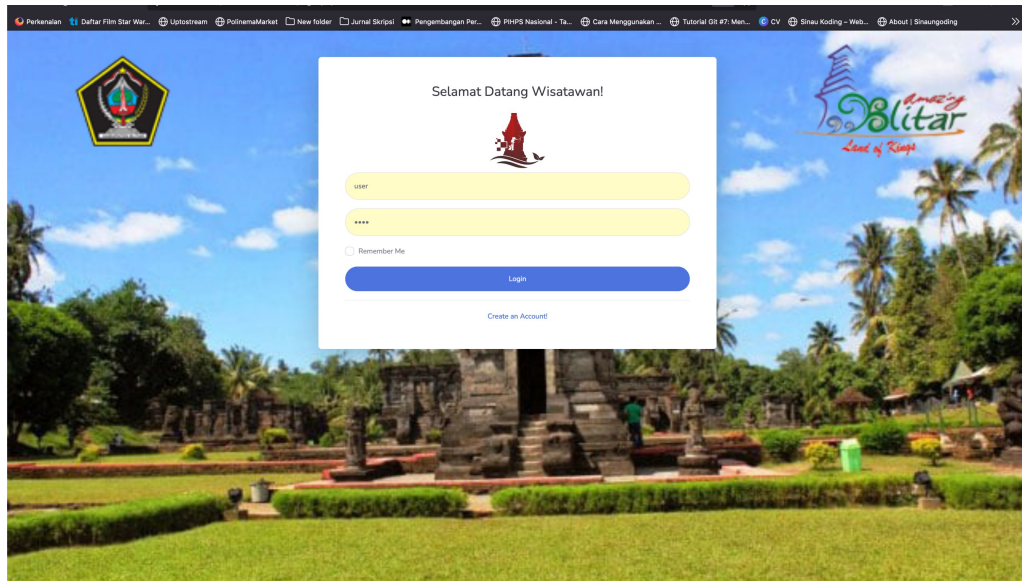 Perkenalan Daftar Film Star War... Uptostream PolinemaMarket New folder Jurnal Skripsi Pengembangan Per... PIHPS Nasional - Ta... Cara Menggunakan ... Tutorial Git #7: Men... CV Sinau Koding – Web... About | Sinaungoding
Selamat Datang Wisatawan!
Amazing
Blitar
Land of Kings
user
••••
Remember Me
Login
Create an Account!